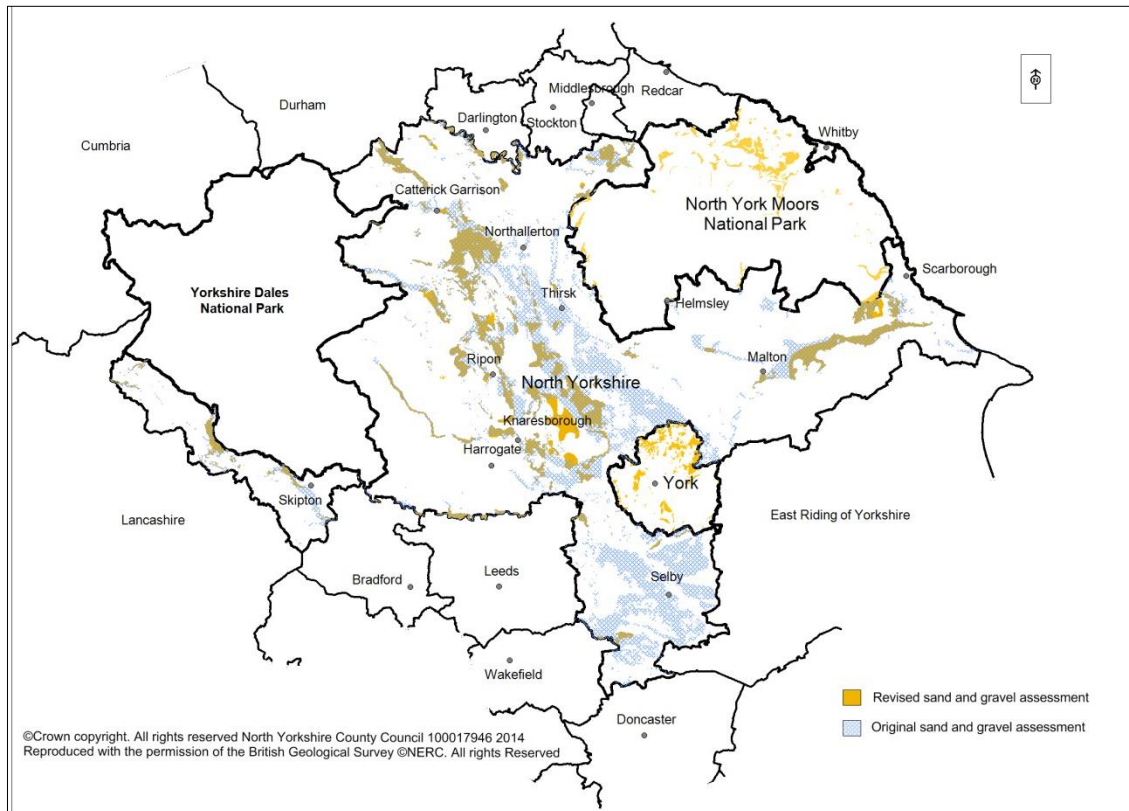 Durham
Middlesbrough
Redcar
Darlington
Stockton
Cumbria
Whitby
Catterick Garrison
North York Moors
National Park
Northallerton
Scarborough
Yorkshire Dales
National Park
Thirsk
Helmsley
Ripon
Malton
North Yorkshire
Knaresborough
Harrogate
York
Skipton
Lancashire
East Riding of Yorkshire
Bradford
Leeds
Selby
Wakefield
Doncaster
N
Revised sand and gravel assessment
Original sand and gravel assessment
©Crown copyright. All rights reserved North Yorkshire County Council 100017946 2014
Reproduced with the permission of the British Geological Survey ©NERC. All rights Reserved